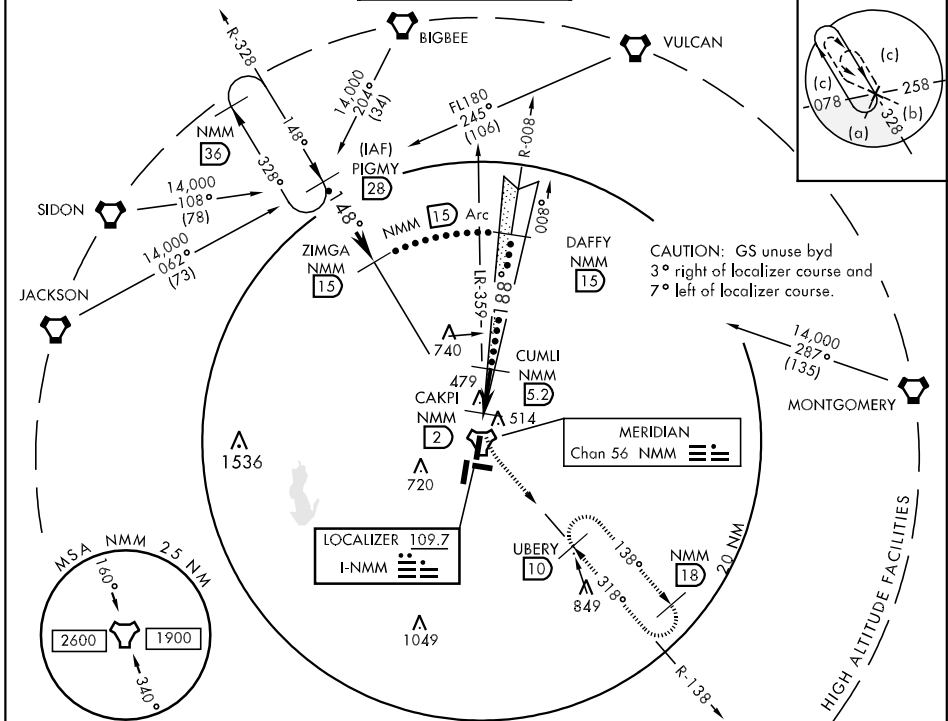 R-328
BIGBEE
VULCAN
14,000
204°
(34)
FL180
245°
(106)
R-008
(c)
(c)
078
258
(b)
(a)
328
NMM
36
148°
328°
(IAF)
PIGMY
28
148°
008°
SIDON
14,000
108°
(78)
14,000
062°
(73)
JACKSON
ZIMGA
NMM
15
NMM 15 Arc
DAFFY
NMM
15
CAUTION: GS unuse byd
3° right of localizer course and
7° left of localizer course.
LR-359
188°
740
14,000
287°
(135)
MONTGOMERY
CUMLI
NMM
5.2
479
CAKPI
NMM
2
514
MERIDIAN
Chan 56 NMM
1536
720
LOCALIZER 109.7
I-NMM
UBERY
10
138°
318°
NMM
18
849
20 NM
1049
R-138
MSA NMM 25 NM
160°
2600
1900
340°
HIGH ALTITUDE FACILITIES